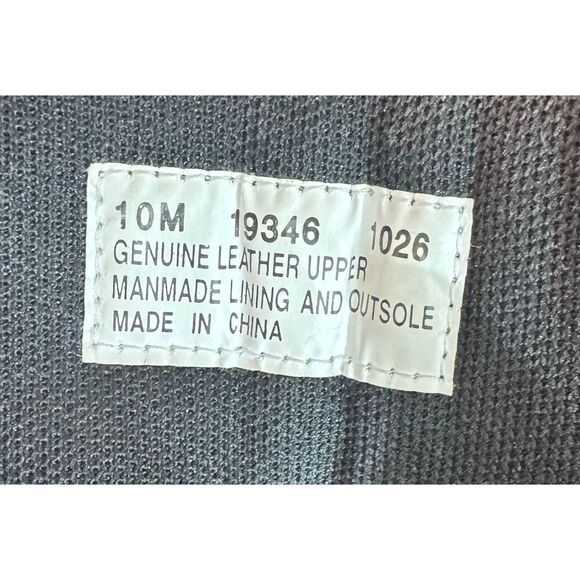 10M 19346 1026
GENUINE LEATHER UPPER
MANMADE LINING AND OUTSOLE
MADE IN CHINA